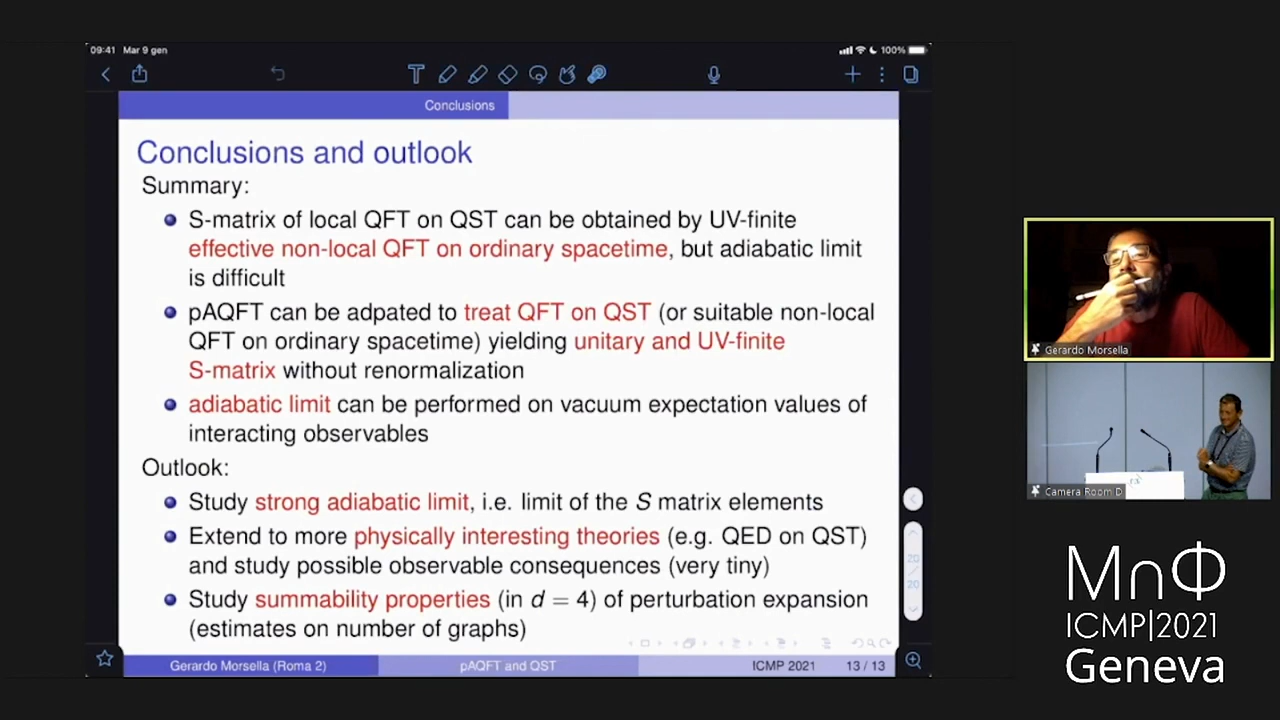 09:41 Mar 9 gen
100%
Conclusions
Conclusions and outlook
Summary:
S-matrix of local QFT on QST can be obtained by UV-finite
effective non-local QFT on ordinary spacetime, but adiabatic limit
is difficult
pAQFT can be adpated to treat QFT on QST (or suitable non-local
QFT on ordinary spacetime) yielding unitary and UV-finite
S-matrix without renormalization
adiabatic limit can be performed on vacuum expectation values of
interacting observables
Outlook:
Study strong adiabatic limit, i.e. limit of the S matrix elements
Extend to more physically interesting theories (e.g. QED on QST)
and study possible observable consequences (very tiny)
Study summability properties (in d = 4) of perturbation expansion
(estimates on number of graphs)
20
/
20
Gerardo Morsella (Roma 2)
pAQFT and QST
ICMP 2021
13 / 13
Gerardo Morsella
Camera Room D
MnΦ
ICMP|2021
Geneva